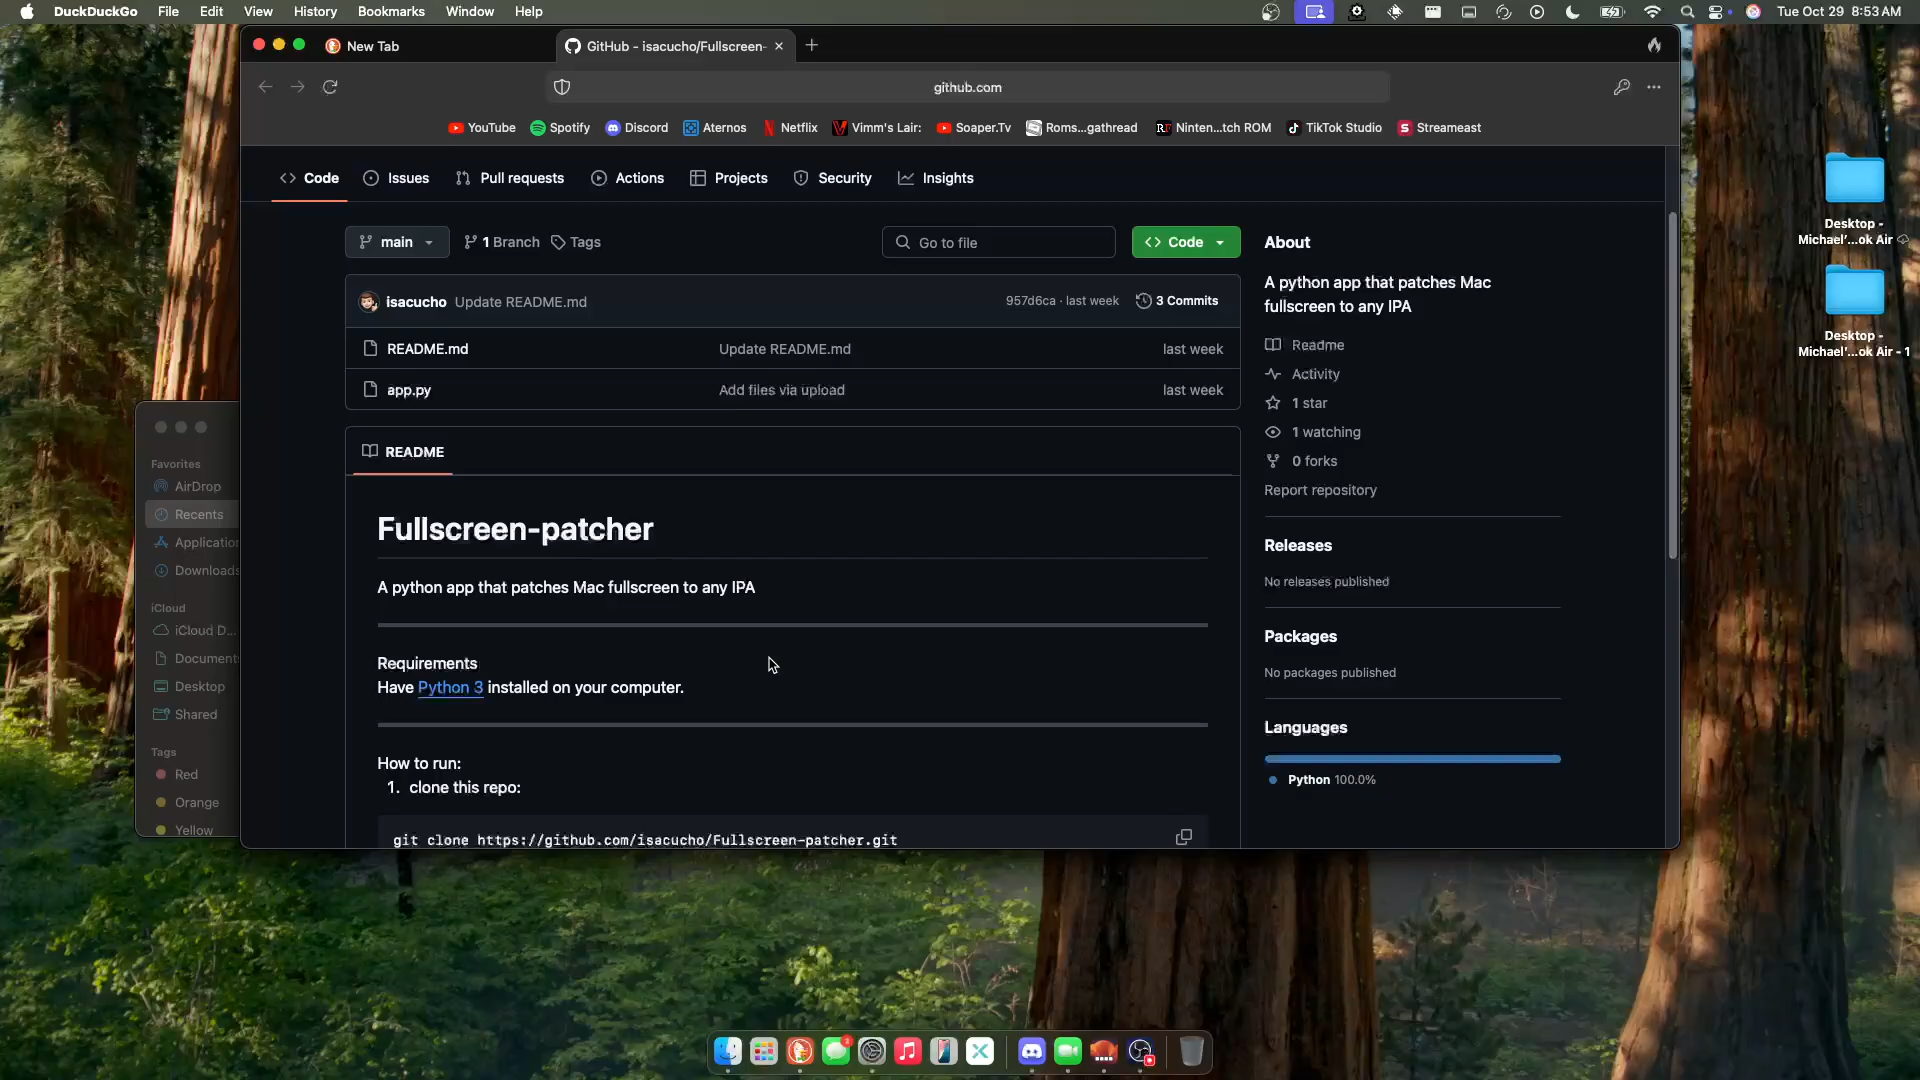 DuckDuckGo File Edit View History Bookmarks Window Help
Tue Oct 29 8:53 AM
New Tab
GitHub - isacucho/Fullscreen-
github.com
YouTube Spotify Discord Aternos Netflix Vimm's Lair: Soaper.Tv Roms...gathread Ninten...tch ROM TikTok Studio Streameast
Code Issues Pull requests Actions Projects Security Insights
main 1 Branch Tags Go to file Code
isacucho Update README.md 957d6ca · last week 3 Commits
README.md Update README.md last week
app.py Add files via upload last week
README
Fullscreen-patcher
A python app that patches Mac fullscreen to any IPA
Requirements
Have Python 3 installed on your computer.
How to run:
1. clone this repo:
git clone https://github.com/isacucho/Fullscreen-patcher.git
About
A python app that patches Mac
fullscreen to any IPA
Readme
Activity
1 star
1 watching
0 forks
Report repository
Releases
No releases published
Packages
No packages published
Languages
Python 100.0%
Favorites
AirDrop
Recents
Application
Downloads
iCloud
iCloud D...
Document
Desktop
Shared
Tags
Red
Orange
Yellow
Desktop -
Michael'...ok Air
Desktop -
Michael'...ok Air - 1